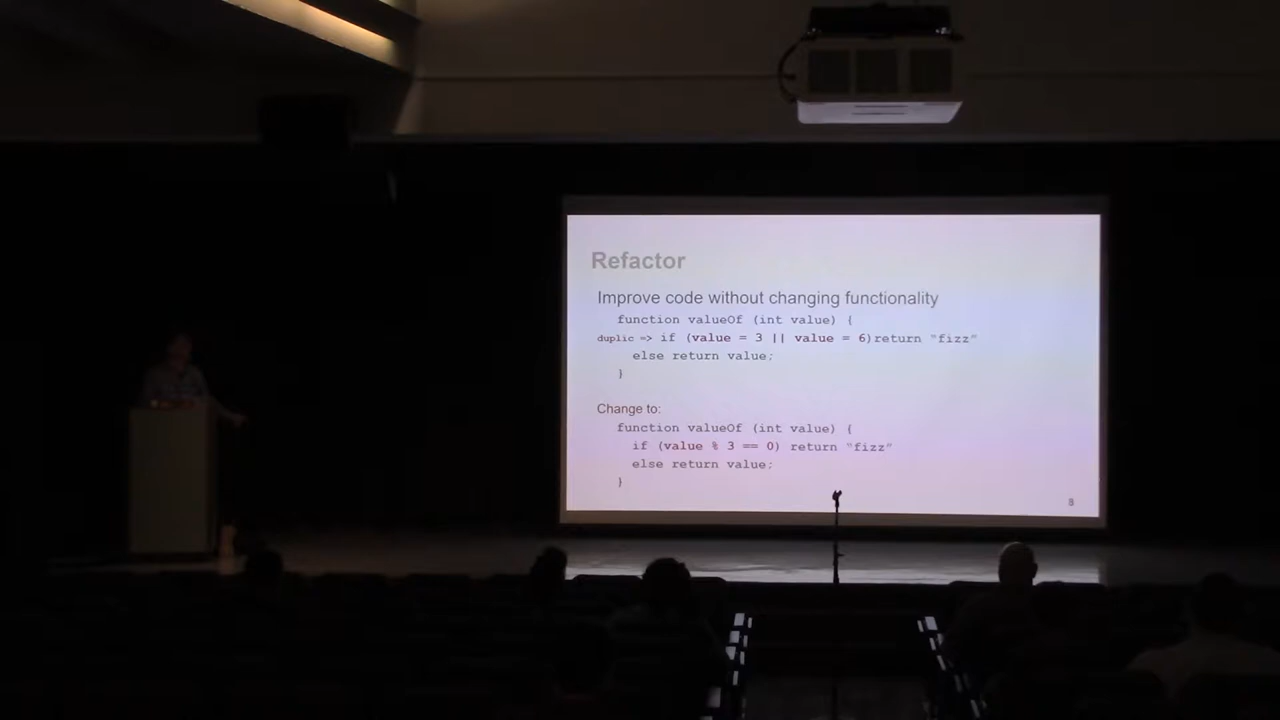 Refactor
Improve code without changing functionality
function valueOf (int value) {
duplic => if (value = 3 || value = 6)return "fizz"
else return value;
}
Change to:
function valueOf (int value) {
if (value % 3 == 0) return "fizz"
else return value;
}
8